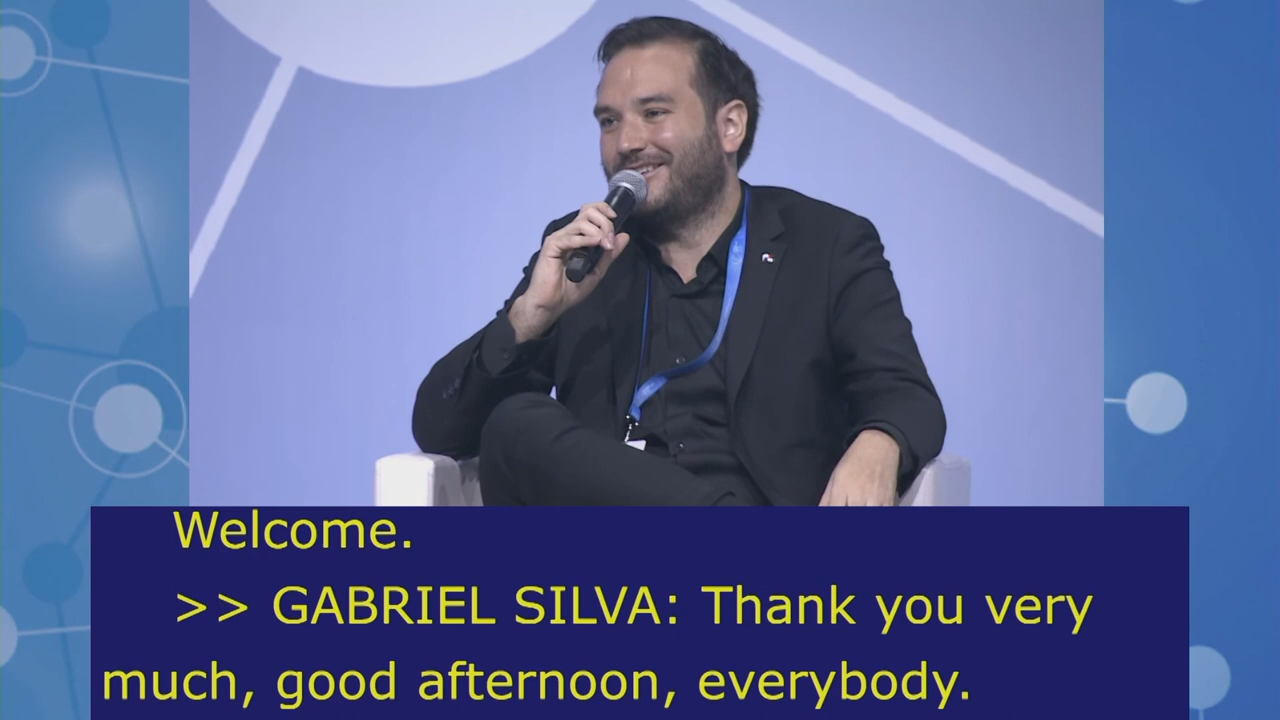 Welcome.
>> GABRIEL SILVA: Thank you very
much, good afternoon, everybody.